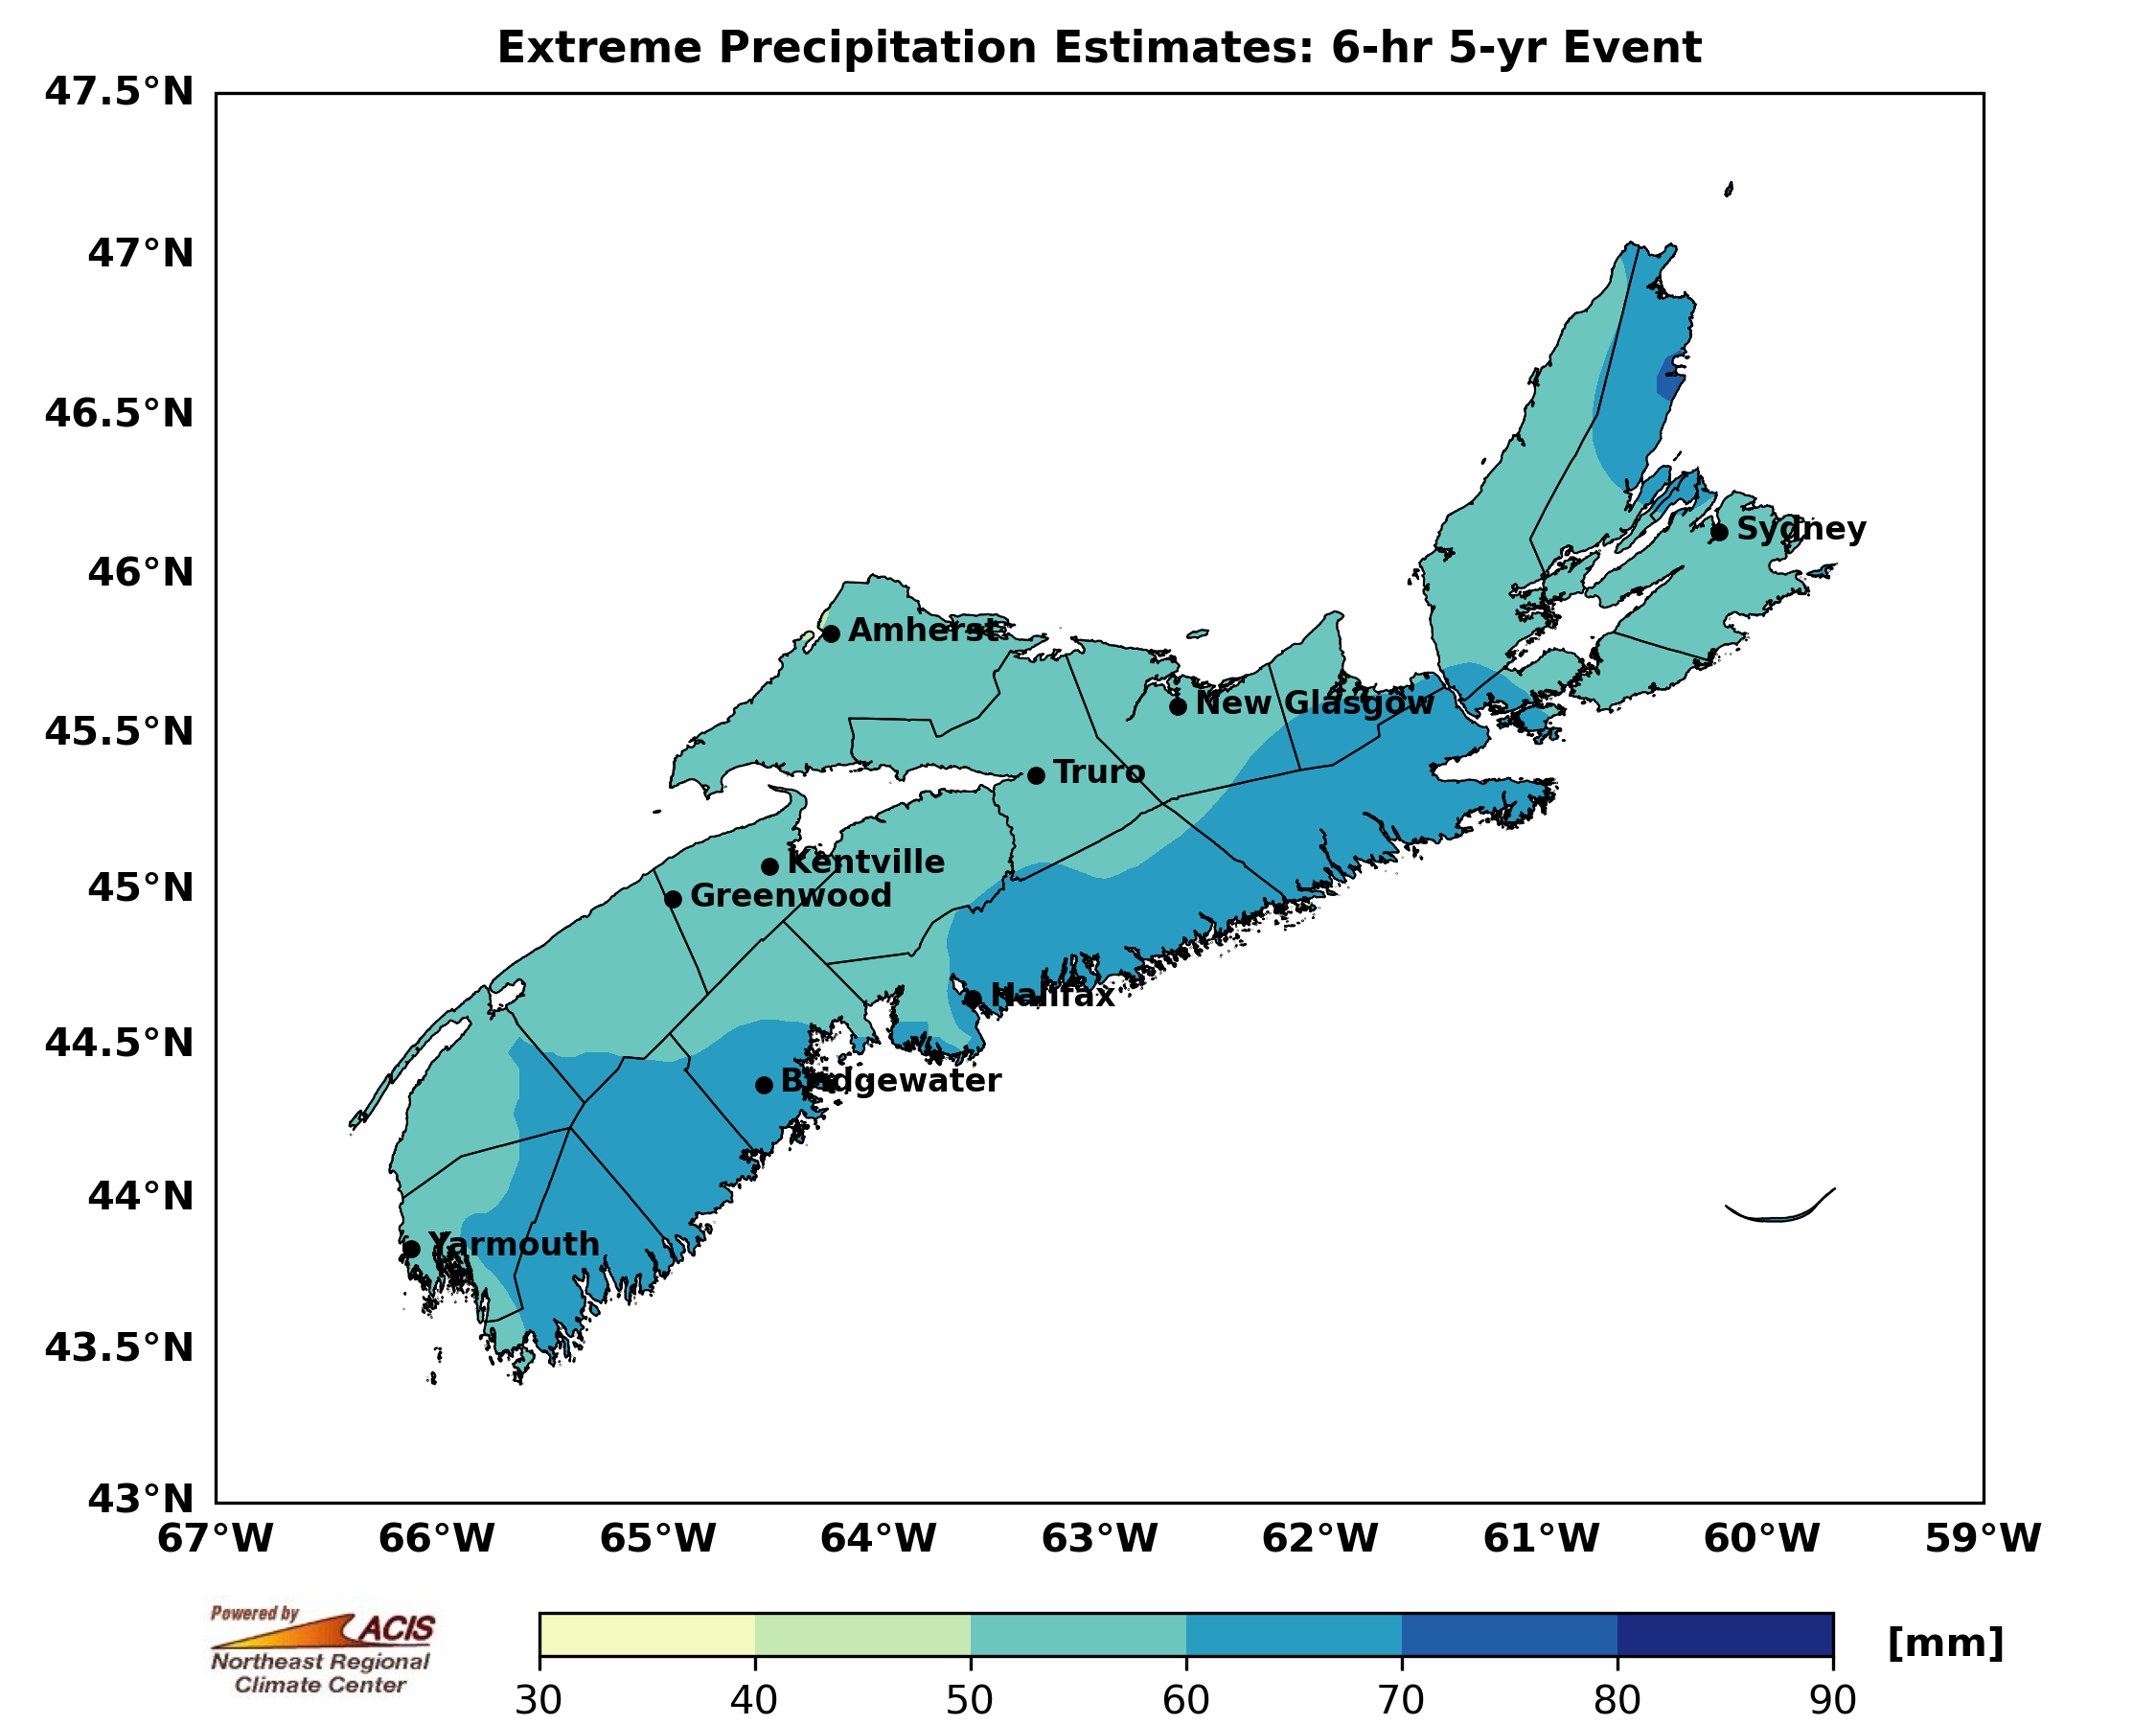 Extreme Precipitation Estimates: 6-hr 5-yr Event
47.5°N
47°N
46.5°N
46°N
45.5°N
45°N
44.5°N
44°N
43.5°N
43°N
Sydney
Amherst
New Glasgow
Truro
Kentville
Greenwood
Halifax
Bridgewater
Yarmouth
67°W 66°W 65°W 64°W 63°W 62°W 61°W 60°W 59°W
Powered by
ACIS
Northeast Regional
Climate Center
[mm]
30 40 50 60 70 80 90